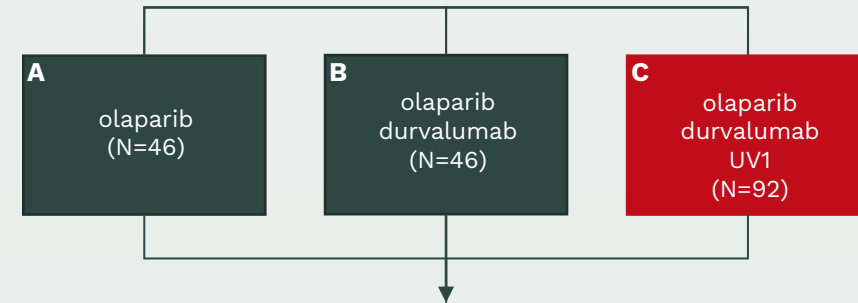 A
olaparib
(N=46)
B
olaparib
durvalumab
(N=46)
C
olaparib
durvalumab
UV1
(N=92)